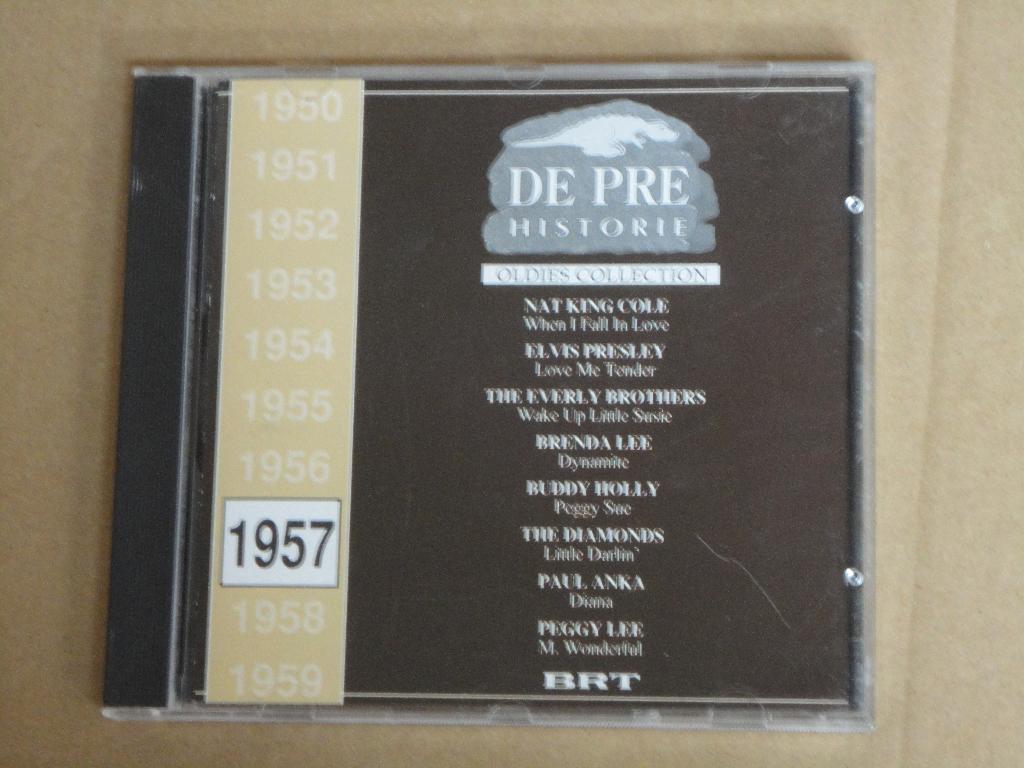 1950
1951
1952
1953
1954
1955
1956
1957
1958
1959
DE PRE
HISTORIE
OLDIES COLLECTION
NAT KING COLE
When I Fall In Love
ELVIS PRESLEY
Love Me Tender
THE EVERLY BROTHERS
Wake Up Little Susie
BRENDA LEE
Dynamite
BUDDY HOLLY
Peggy Sue
THE DIAMONDS
Little Darlin'
PAUL ANKA
Diana
PEGGY LEE
M. Wonderful
BRT